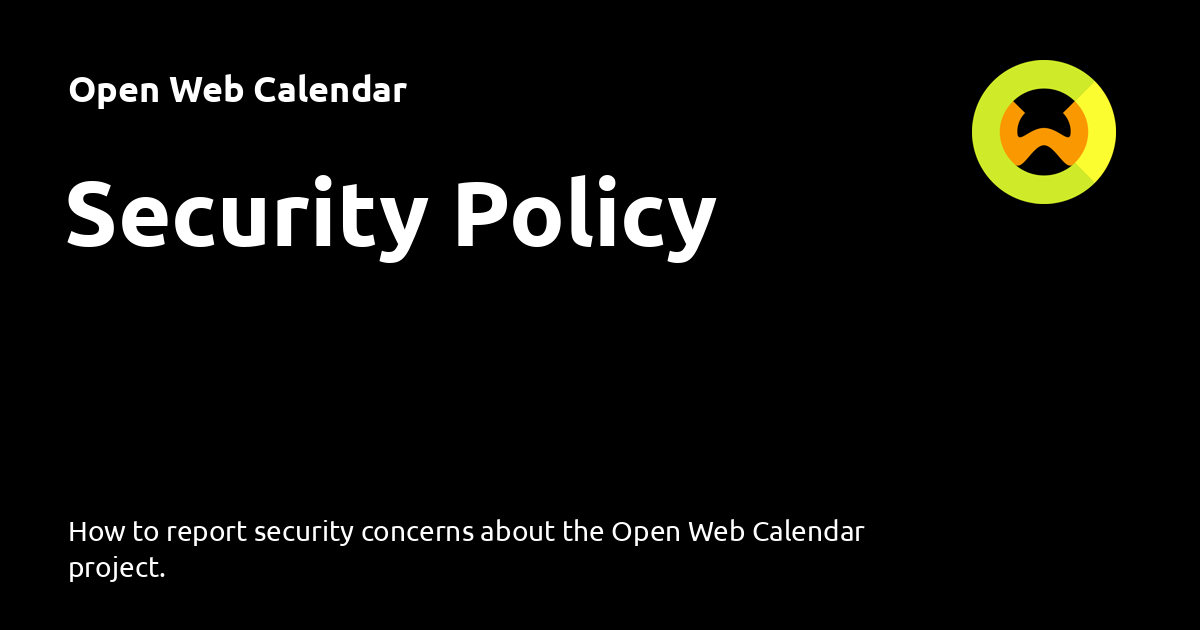 Open Web Calendar
Security Policy
How to report security concerns about the Open Web Calendar
project.